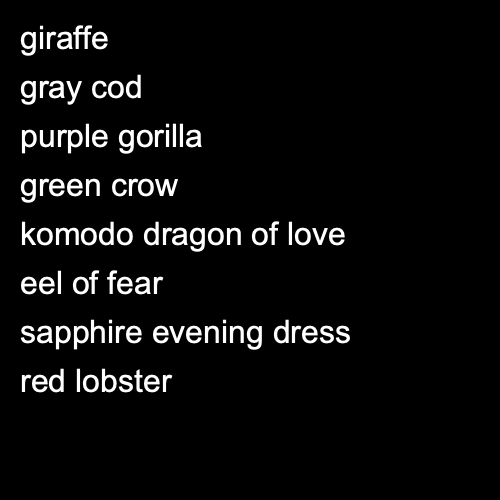 giraffe
gray cod
purple gorilla
green crow
komodo dragon of love
eel of fear
sapphire evening dress
red lobster